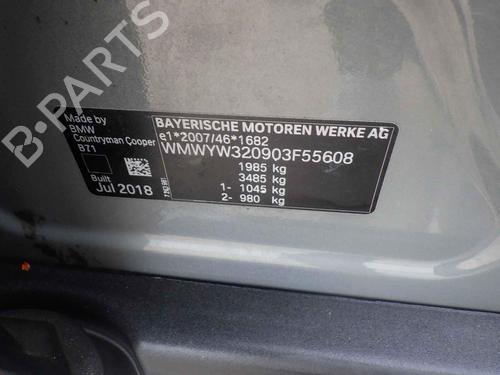 B-PARTS
Made by
BMW
Countryman Cooper
B71
Built
Jul 2018
BAYERISCHE MOTOREN WERKE AG
e1*2007/46*1682
WMWYW320903F55608
1985 kg
3485 kg
1- 1045 kg
2- 980 kg